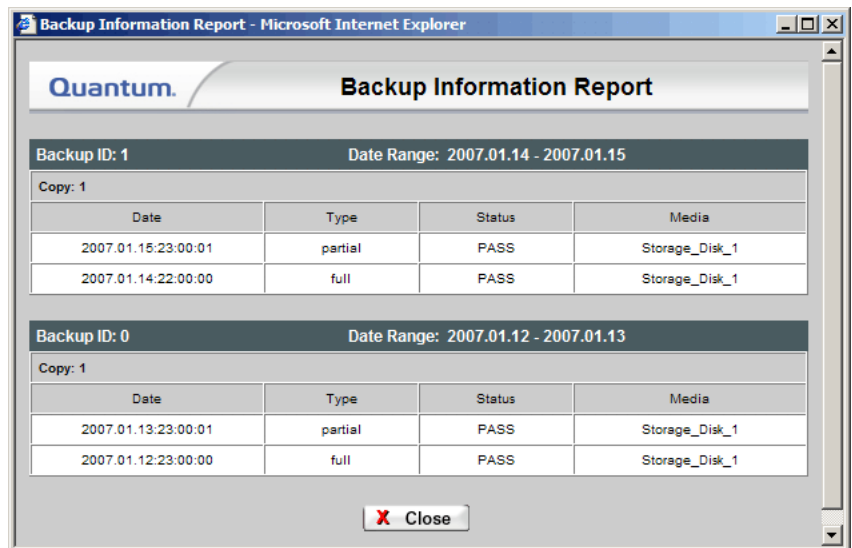 Backup Information Report - Microsoft Internet Explorer
Quantum. Backup Information Report
Backup ID: 1 Date Range: 2007.01.14 - 2007.01.15
Copy: 1
Date Type Status Media
2007.01.15:23:00:01 partial PASS Storage_Disk_1
2007.01.14:22:00:00 full PASS Storage_Disk_1
Backup ID: 0 Date Range: 2007.01.12 - 2007.01.13
Copy: 1
Date Type Status Media
2007.01.13:23:00:01 partial PASS Storage_Disk_1
2007.01.12:23:00:00 full PASS Storage_Disk_1
X Close